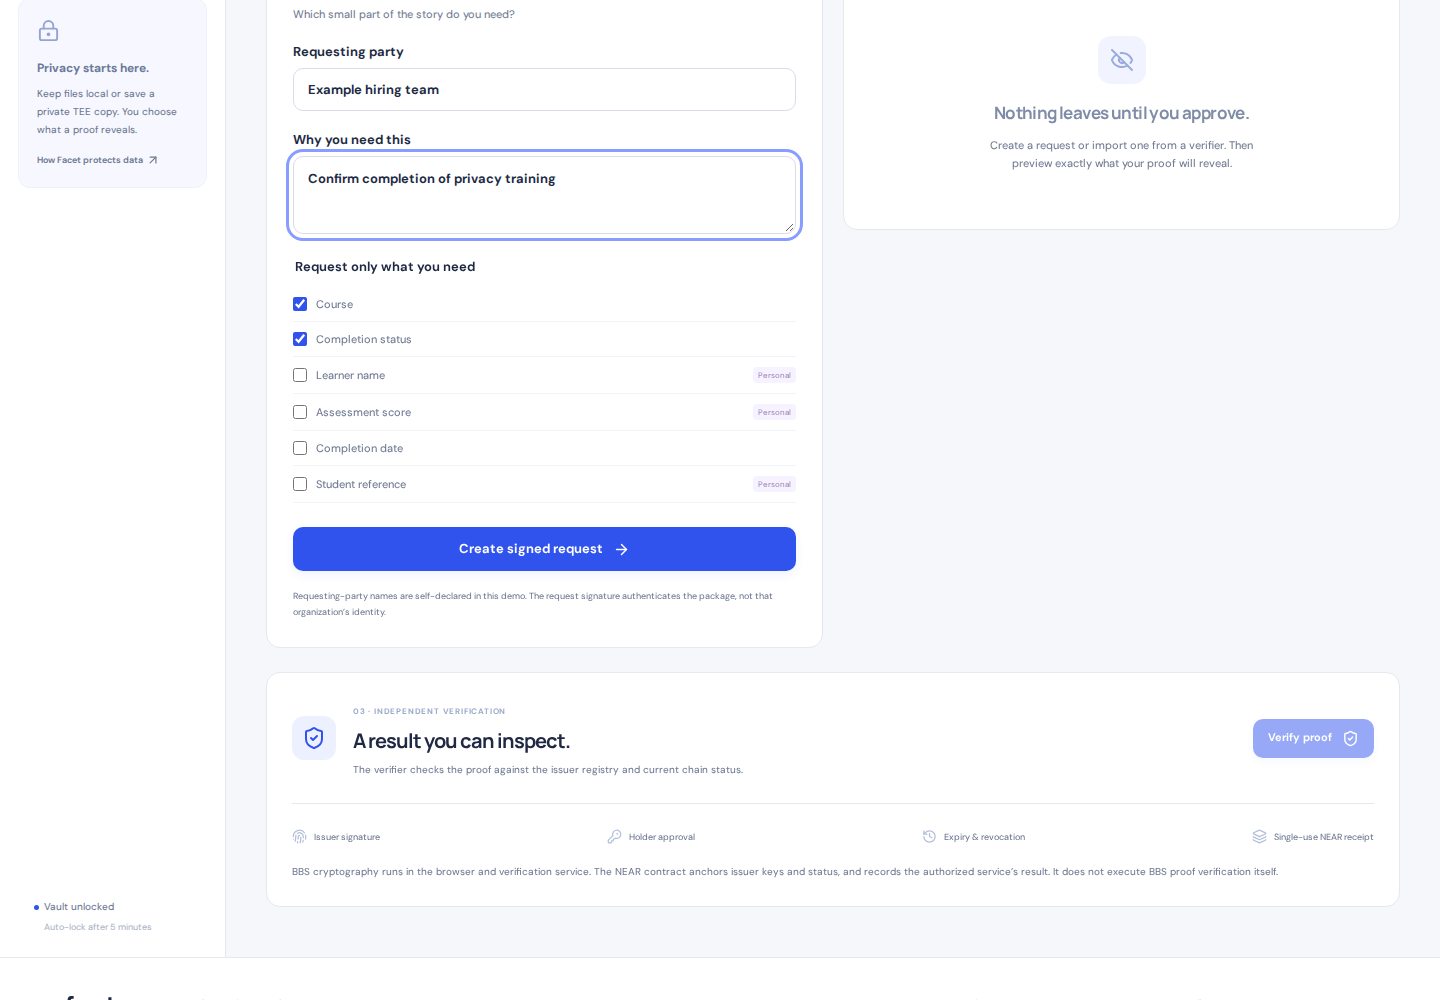 Privacy starts here.
Keep files local or save a
private TEE copy. You choose
what a proof reveals.
How Facet protects data
Vault unlocked
Auto-lock after 5 minutes
Which small part of the story do you need?
Requesting party
Example hiring team
Why you need this
Confirm completion of privacy training
Request only what you need
Course
Completion status
Learner name
Personal
Assessment score
Personal
Completion date
Student reference
Personal
Create signed request
Requesting-party names are self-declared in this demo. The request signature authenticates the package, not that
organization's identity.
Nothing leaves until you approve.
Create a request or import one from a verifier. Then
preview exactly what your proof will reveal.
03 · INDEPENDENT VERIFICATION
A result you can inspect.
The verifier checks the proof against the issuer registry and current chain status.
Verify proof
Issuer signature
Holder approval
Expiry & revocation
Single-use NEAR receipt
BBS cryptography runs in the browser and verification service. The NEAR contract anchors issuer keys and status, and records the authorized service's result. It does not execute BBS proof verification itself.